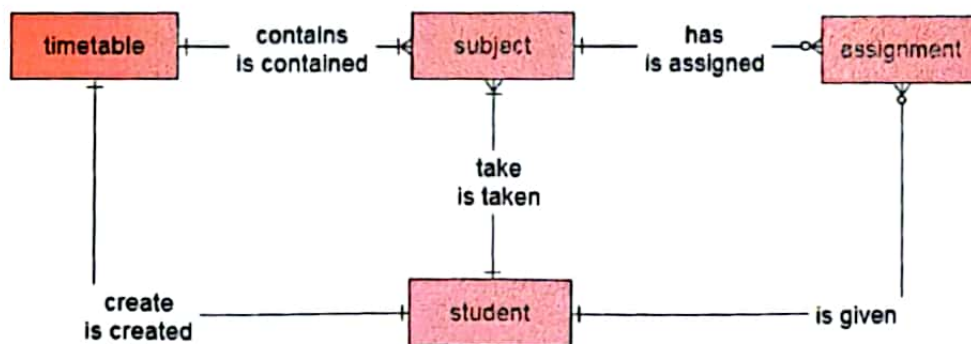 timetable
contains
is contained
subject
has
is assigned
assignment
take
is taken
create
is created
student
is given